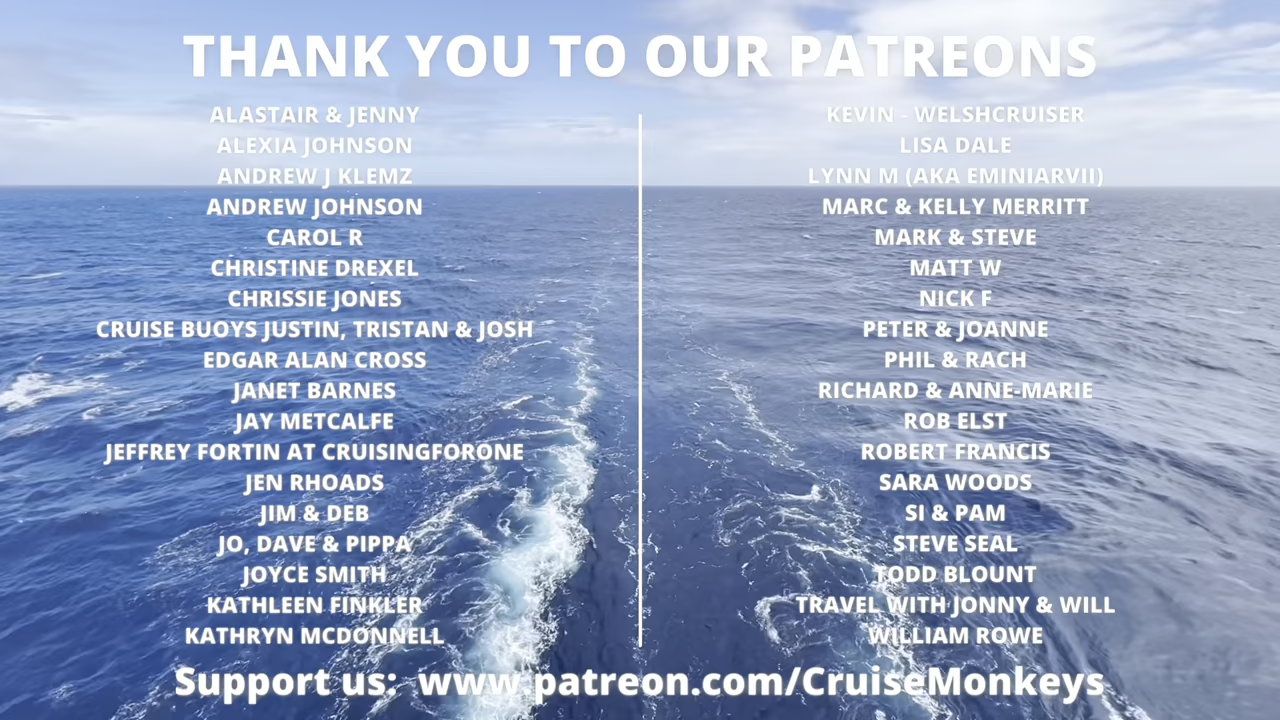 THANK YOU TO OUR PATREONS
ALASTAIR & JENNY
ALEXIA JOHNSON
ANDREW J KLEMZ
ANDREW JOHNSON
CAROL R
CHRISTINE DREXEL
CHRISSIE JONES
CRUISE BUOYS JUSTIN, TRISTAN & JOSH
EDGAR ALAN CROSS
JANET BARNES
JAY METCALFE
JEFFREY FORTIN AT CRUISINGFORONE
JEN RHOADS
JIM & DEB
JO, DAVE & PIPPA
JOYCE SMITH
KATHLEEN FINKLER
KATHRYN MCDONNELL
KEVIN - WELSHCRUISER
LISA DALE
LYNN M (AKA EMINIARVII)
MARC & KELLY MERRITT
MARK & STEVE
MATT W
NICK F
PETER & JOANNE
PHIL & RACH
RICHARD & ANNE-MARIE
ROB ELST
ROBERT FRANCIS
SARA WOODS
SI & PAM
STEVE SEAL
TODD BLOUNT
TRAVEL WITH JONNY & WILL
WILLIAM ROWE
Support us: www.patreon.com/CruiseMonkeys